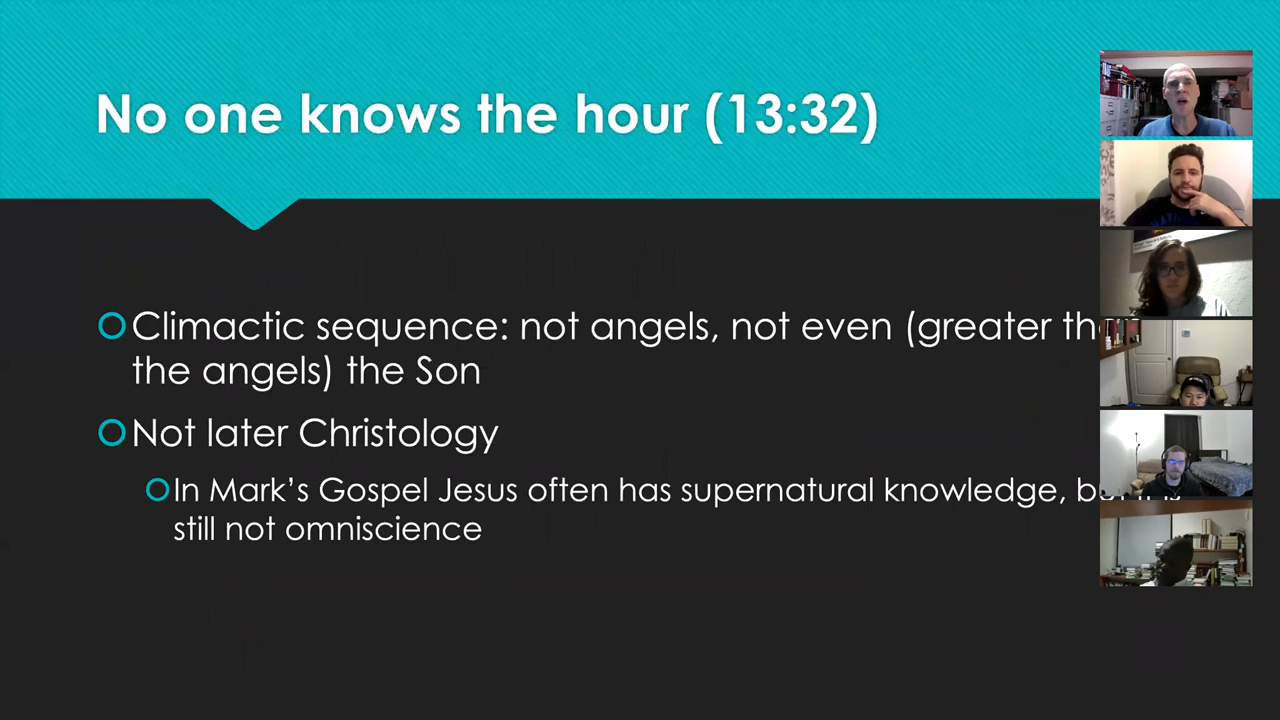 No one knows the hour (13:32)
Climactic sequence: not angels, not even (greater
the angels) the Son
Not later Christology
In Mark's Gospel Jesus often has supernatural knowledge,
still not omniscience